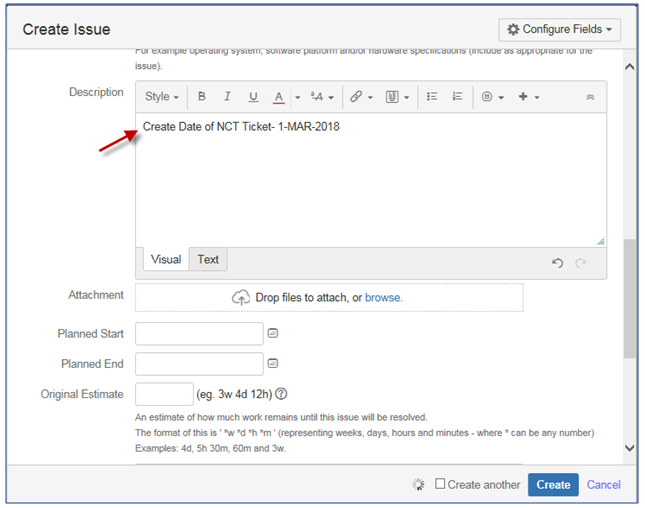 Create Issue
Configure Fields
For example operating system, software platform and/or hardware specifications (include as appropriate for the
issue).
Description
Style B I U A ᵃA
Create Date of NCT Ticket- 1-MAR-2018
Visual Text
Attachment
Drop files to attach, or browse.
Planned Start
Planned End
Original Estimate
(eg. 3w 4d 12h) ?
An estimate of how much work remains until this issue will be resolved.
The format of this is ' *w *d *h *m ' (representing weeks, days, hours and minutes - where * can be any number)
Examples: 4d, 5h 30m, 60m and 3w.
Create another Create Cancel